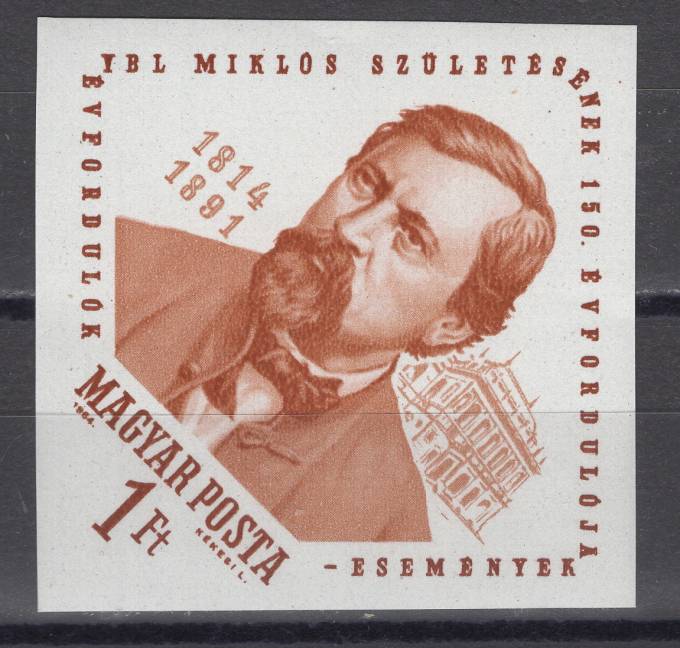 YBL MIKLÓS SZÜLETÉSÉNEK 150. ÉVFORDULÓJA
ÉVFORDULÓK
-ESEMÉNYEK
1814
1891
1964.
MAGYAR POSTA
1 Ft
KÉKESI L.